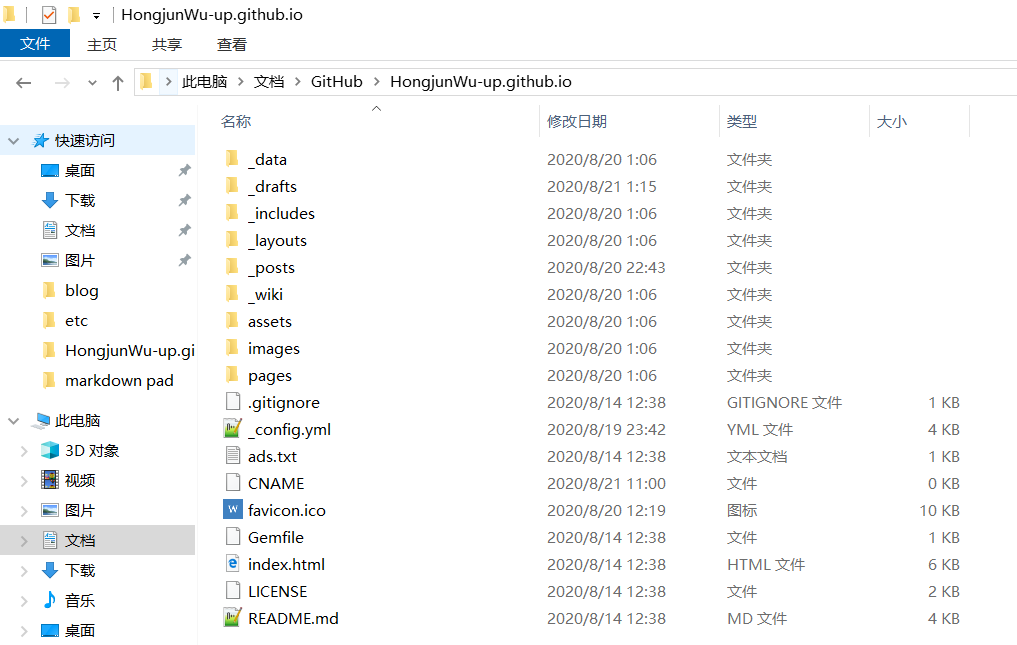 HongjunWu-up.github.io
文件 主页 共享 查看
此电脑 文档 GitHub HongjunWu-up.github.io
名称 修改日期 类型 大小
快速访问
桌面
下载
文档
图片
blog
etc
HongjunWu-up.gi
markdown pad
此电脑
3D 对象
视频
图片
文档
下载
音乐
桌面
_data 2020/8/20 1:06 文件夹
_drafts 2020/8/21 1:15 文件夹
_includes 2020/8/20 1:06 文件夹
_layouts 2020/8/20 1:06 文件夹
_posts 2020/8/20 22:43 文件夹
_wiki 2020/8/20 1:06 文件夹
assets 2020/8/20 1:06 文件夹
images 2020/8/20 1:06 文件夹
pages 2020/8/20 1:06 文件夹
.gitignore 2020/8/14 12:38 GITIGNORE 文件 1 KB
_config.yml 2020/8/19 23:42 YML 文件 4 KB
ads.txt 2020/8/14 12:38 文本文档 1 KB
CNAME 2020/8/21 11:00 文件 0 KB
W favicon.ico 2020/8/20 12:19 图标 10 KB
Gemfile 2020/8/14 12:38 文件 1 KB
index.html 2020/8/14 12:38 HTML 文件 6 KB
LICENSE 2020/8/14 12:38 文件 2 KB
README.md 2020/8/14 12:38 MD 文件 4 KB